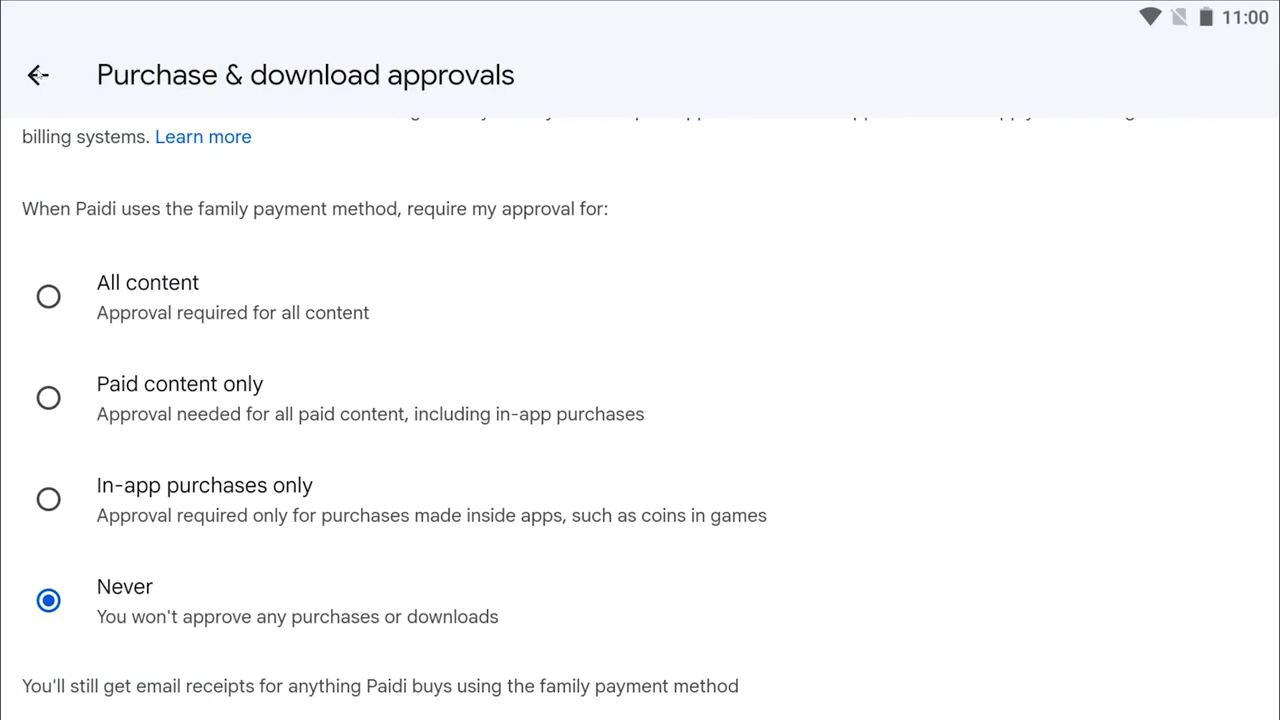 11:00
Purchase & download approvals
billing systems. Learn more
When Paidi uses the family payment method, require my approval for:
All content
Approval required for all content
Paid content only
Approval needed for all paid content, including in-app purchases
In-app purchases only
Approval required only for purchases made inside apps, such as coins in games
Never
You won't approve any purchases or downloads
You'll still get email receipts for anything Paidi buys using the family payment method